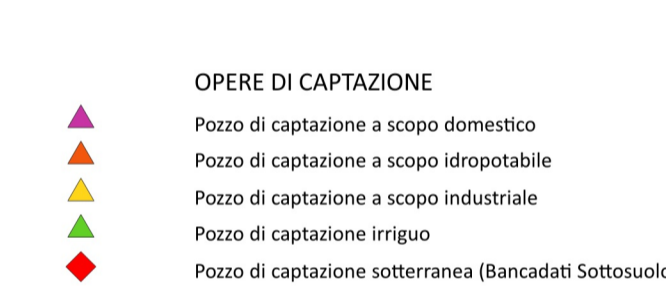 OPERE DI CAPTAZIONE
Pozzo di captazione a scopo domestico
Pozzo di captazione a scopo idropotabile
Pozzo di captazione a scopo industriale
Pozzo di captazione irriguo
Pozzo di captazione sotterranea (Bancadati Sottosuolo